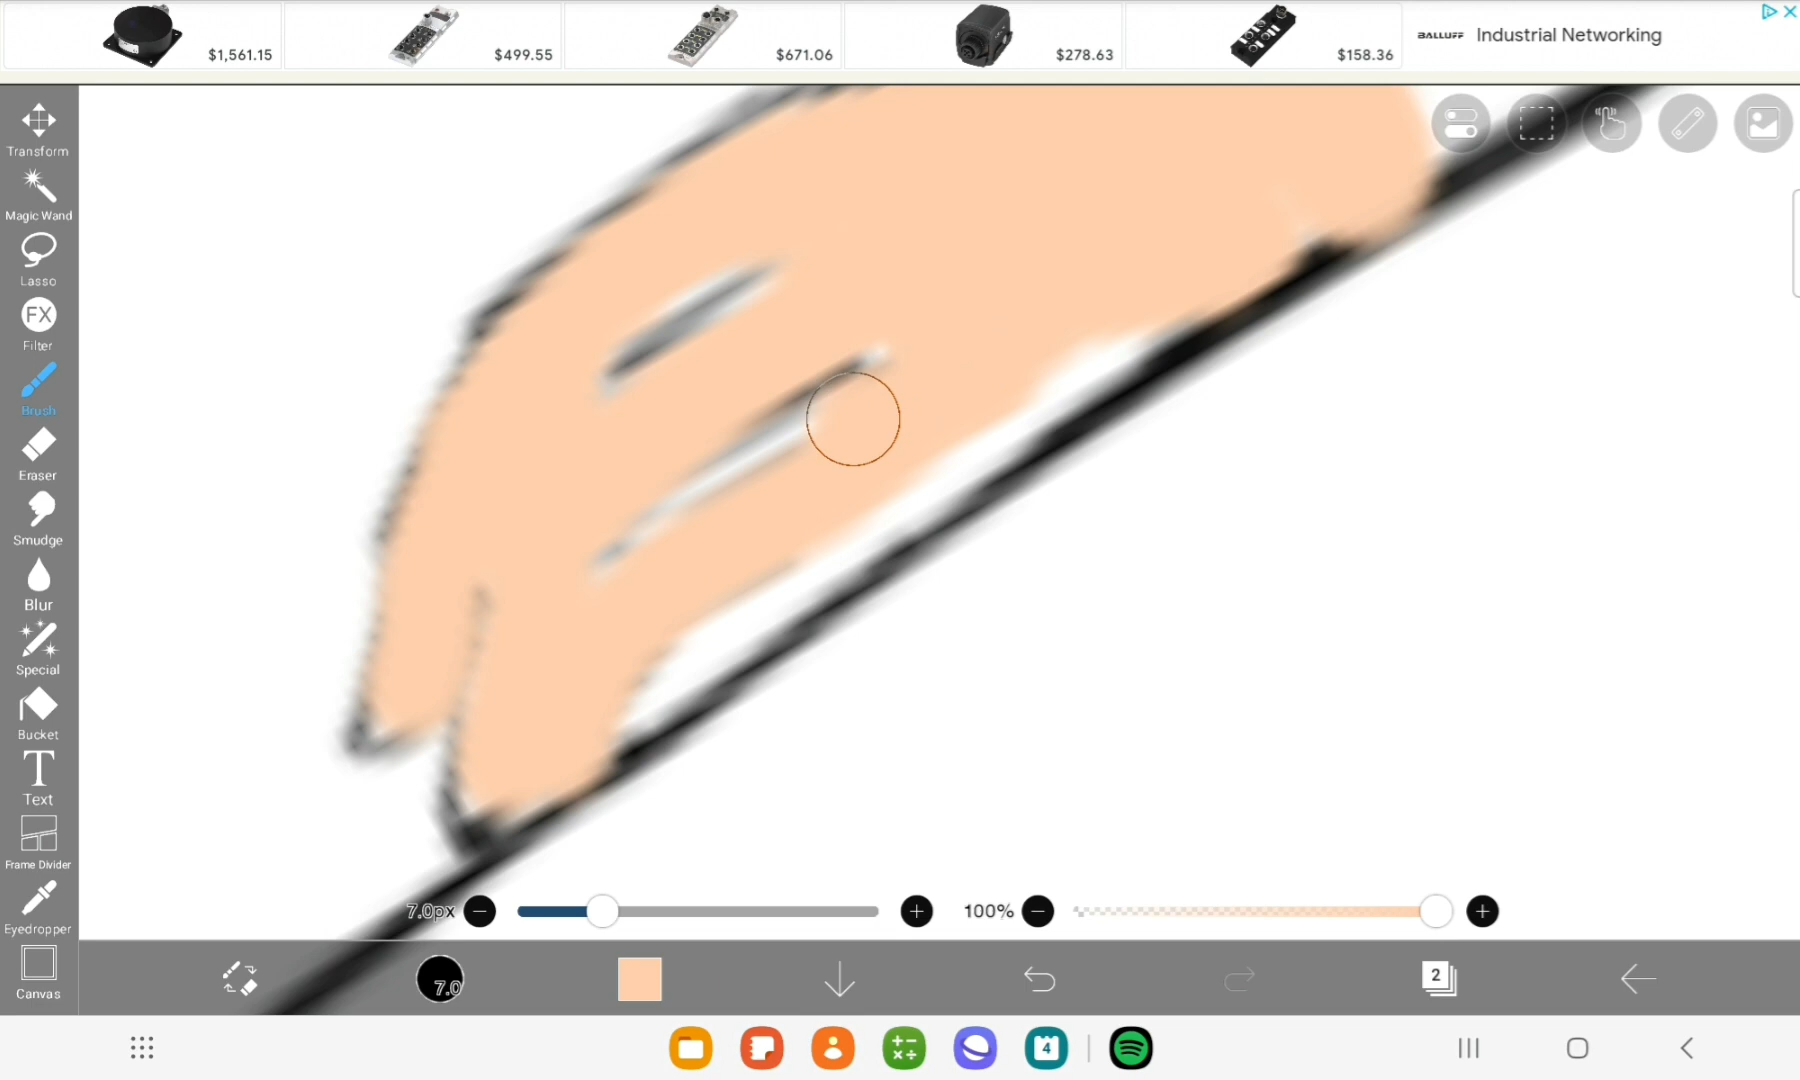 $1,561.15
$499.55
$671.06
$278.63
$158.36
BALLUFF Industrial Networking
Transform
Magic Wand
Lasso
FX
Filter
Brush
Eraser
Smudge
Blur
Special
Bucket
T
Text
Frame Divider
Eyedropper
Canvas
7.0px
100%
7.0
2
4